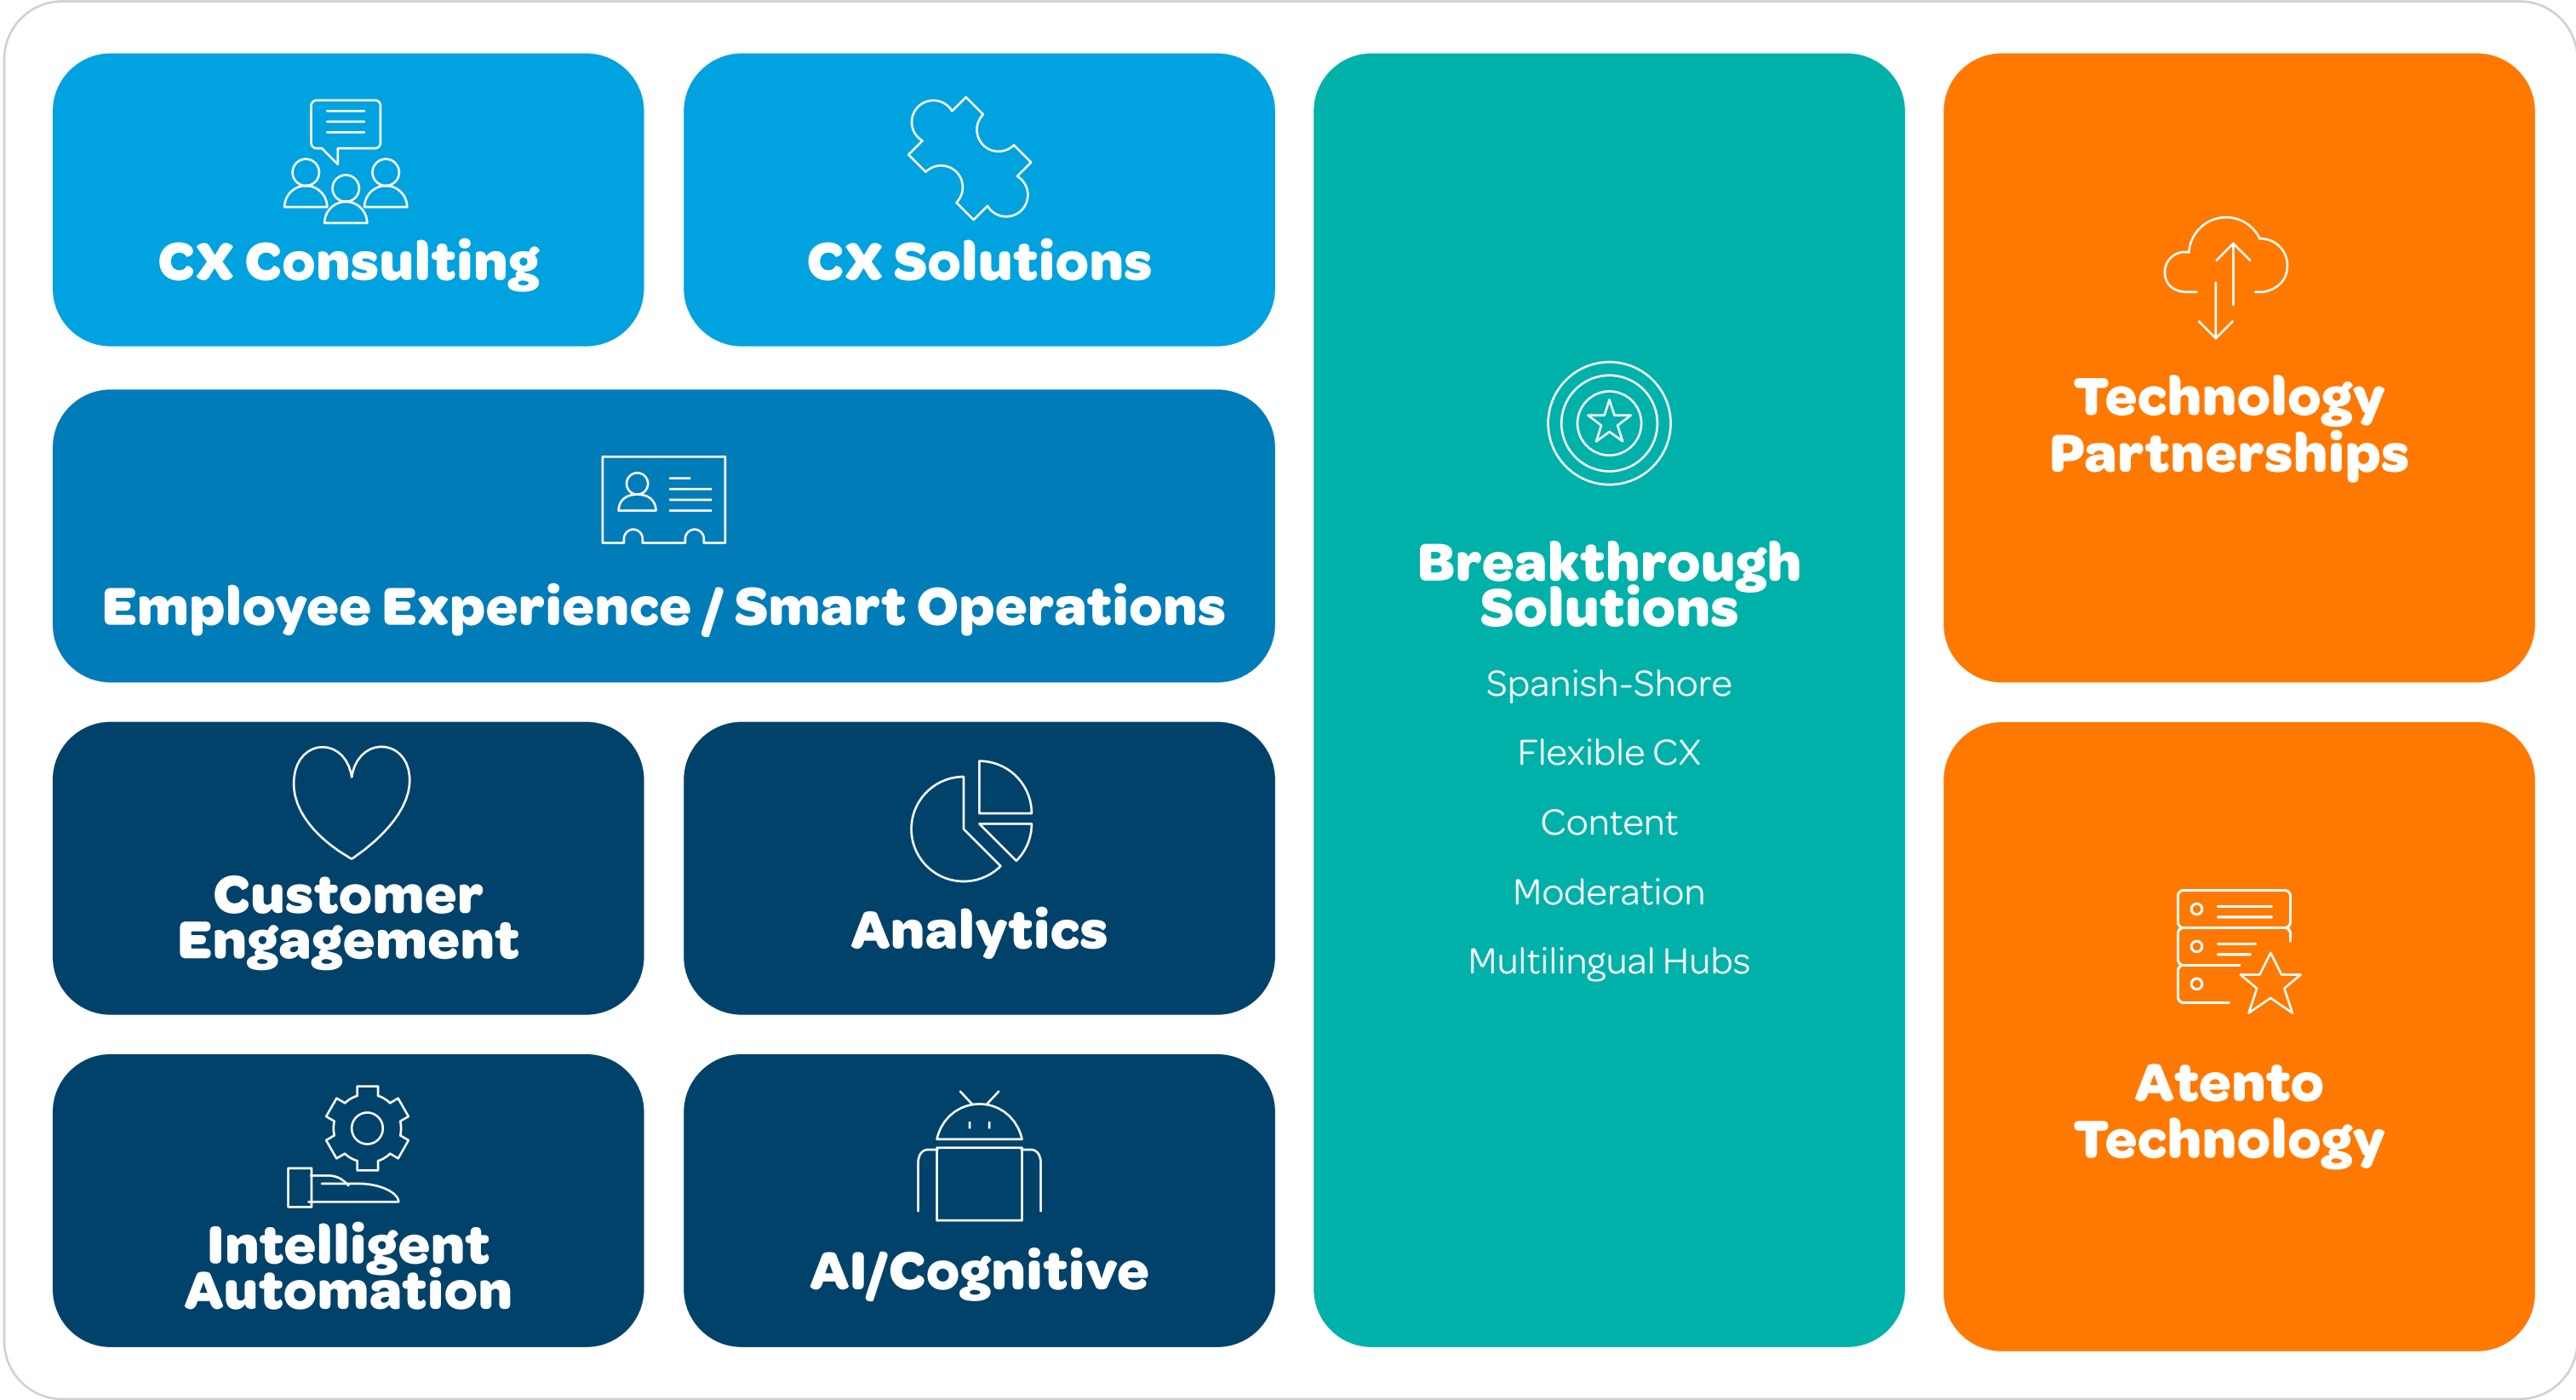 CX Consulting
CX Solutions
Employee Experience / Smart Operations
Customer
Engagement
Analytics
Intelligent
Automation
AI/Cognitive
Breakthrough
Solutions
Spanish-Shore
Flexible CX
Content
Moderation
Multilingual Hubs
Technology
Partnerships
Atento
Technology